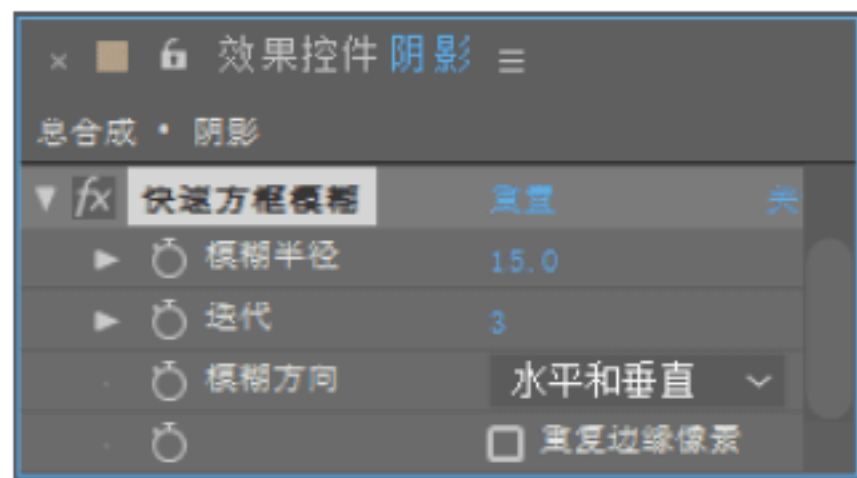 × 效果控件 阴影 ≡
总合成 • 阴影
fx 快速方框模糊 重置 关
模糊半径 15.0
迭代 3
模糊方向 水平和垂直
重复边缘像素